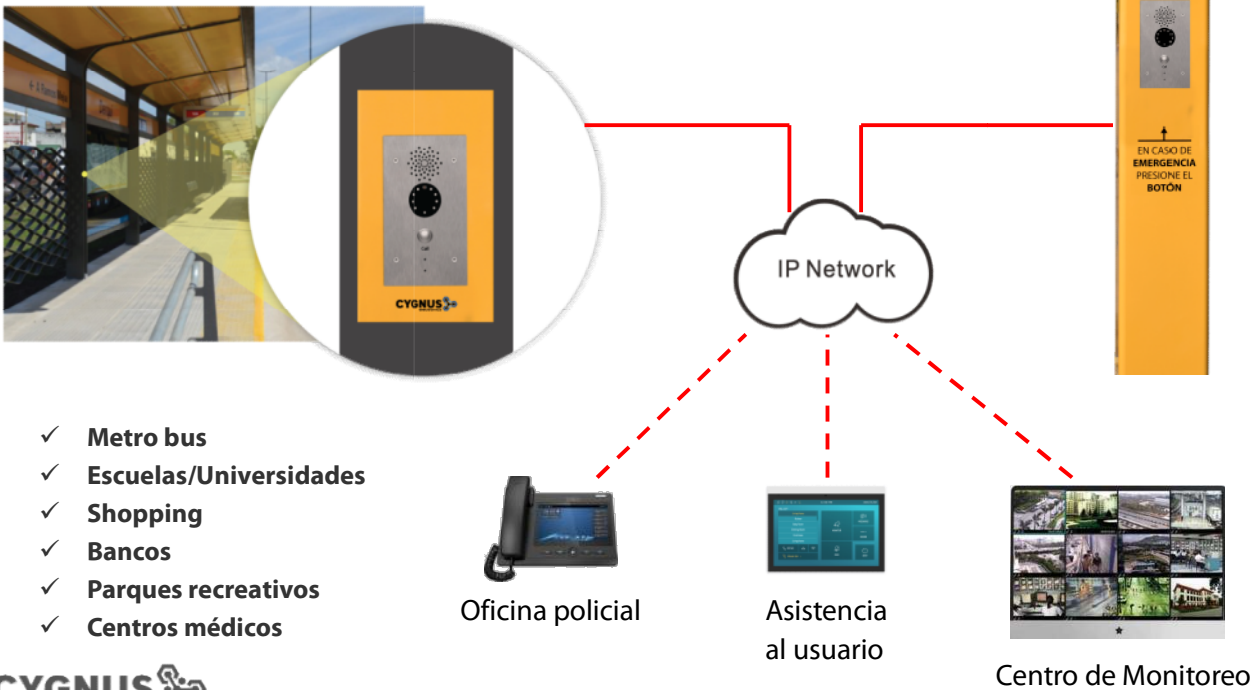 CYGNUS
EN CASO DE
EMERGENCIA
PRESIONE EL
BOTÓN
IP Network
✓ Metro bus
✓ Escuelas/Universidades
✓ Shopping
✓ Bancos
✓ Parques recreativos
✓ Centros médicos
Oficina policial
Asistencia
al usuario
Centro de Monitoreo
CYGNUS